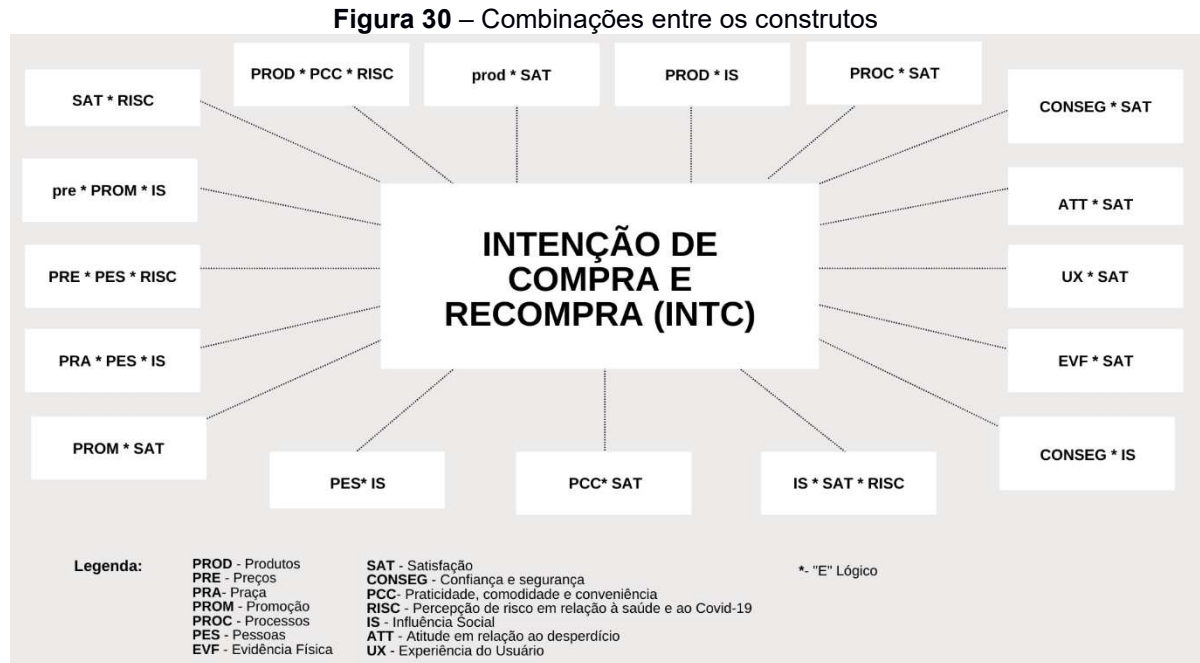 Figura 30 – Combinações entre os construtos
PROD * PCC * RISC
prod * SAT
PROD * IS
PROC * SAT
SAT * RISC
CONSEG * SAT
pre * PROM * IS
ATT * SAT
INTENÇÃO DE
COMPRA E
RECOMPRA (INTC)
PRE * PES * RISC
UX * SAT
PRA * PES * IS
EVF * SAT
PROM * SAT
CONSEG * IS
PES* IS
PCC* SAT
IS * SAT * RISC
Legenda:
PROD - Produtos
PRE - Preços
PRA- Praça
PROM - Promoção
PROC - Processos
PES - Pessoas
EVF - Evidência Física
SAT - Satisfação
CONSEG - Confiança e segurança
PCC- Praticidade, comodidade e conveniência
RISC - Percepção de risco em relação à saúde e ao Covid-19
IS - Influência Social
ATT - Atitude em relação ao desperdício
UX - Experiência do Usuário
*- "E" Lógico